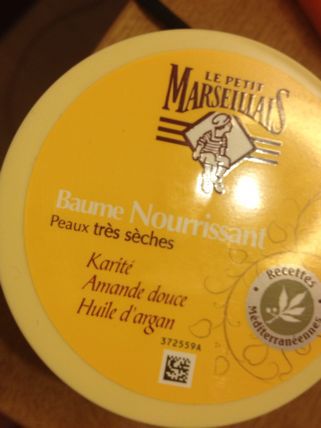 LE PETIT
MARSEILLAIS
Baume Nourrissant
Peaux très sèches
Karité
Amande douce
Huile d'argan
372559A
Recettes
Méditerranéennes